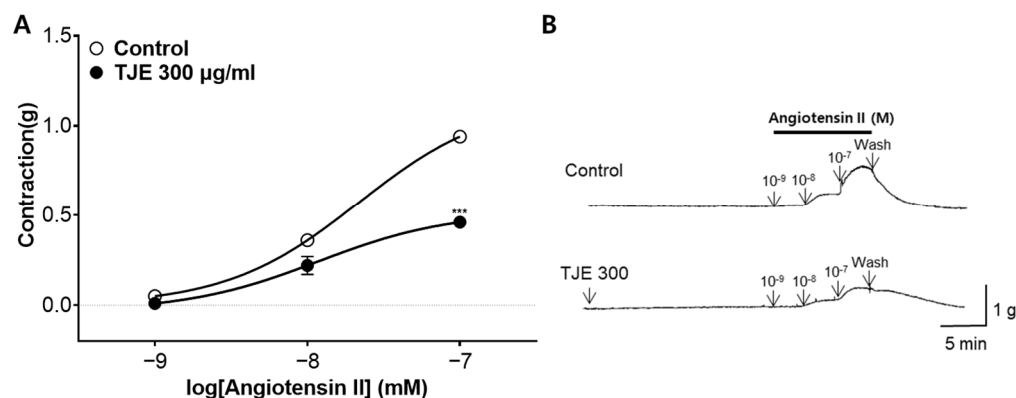 A
1.5
Control
TJE 300 μg/ml
1.0
0.5
0.0
Contraction(g)
***
−9
−8
−7
log[Angiotensin II] (mM)
B
Angiotensin II (M)
Control
10-9
10-8
10-7
Wash
TJE 300
10-9
10-8
10-7
Wash
1 g
5 min